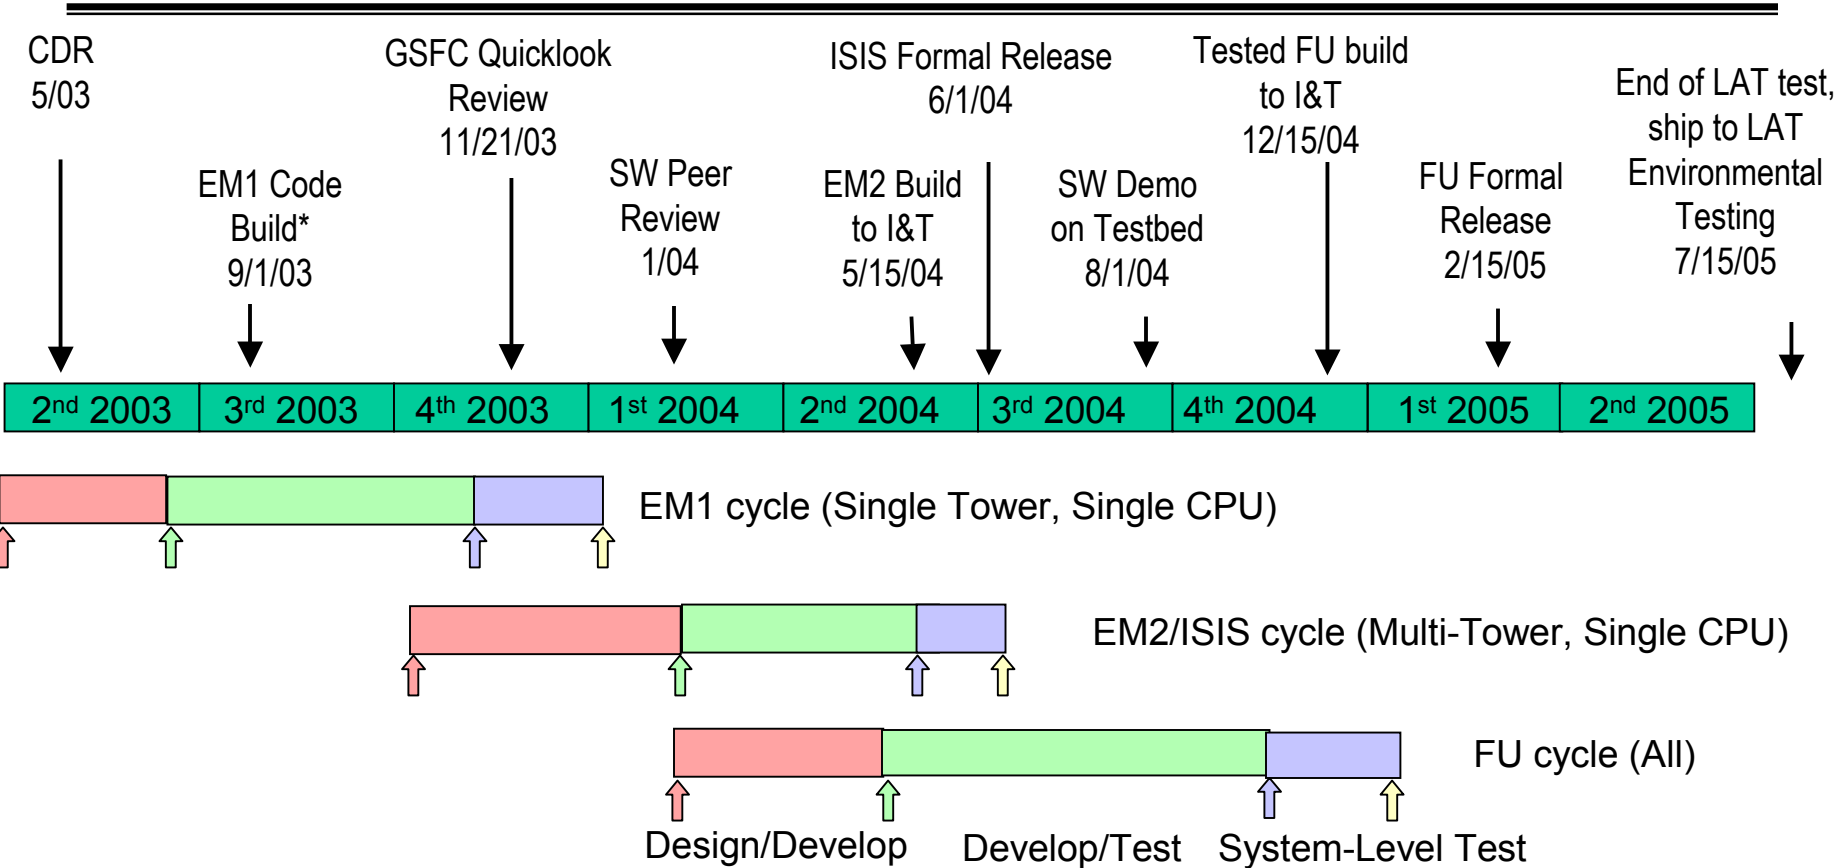 CDR
5/03
EM1 Code
Build*
9/1/03
GSFC Quicklook
Review
11/21/03
SW Peer
Review
1/04
EM2 Build
to I&T
5/15/04
ISIS Formal Release
6/1/04
SW Demo
on Testbed
8/1/04
Tested FU build
to I&T
12/15/04
FU Formal
Release
2/15/05
End of LAT test,
ship to LAT
Environmental
Testing
7/15/05
2nd 2003
3rd 2003
4th 2003
1st 2004
2nd 2004
3rd 2004
4th 2004
1st 2005
2nd 2005
EM1 cycle (Single Tower, Single CPU)
EM2/ISIS cycle (Multi-Tower, Single CPU)
FU cycle (All)
Design/Develop
Develop/Test
System-Level Test